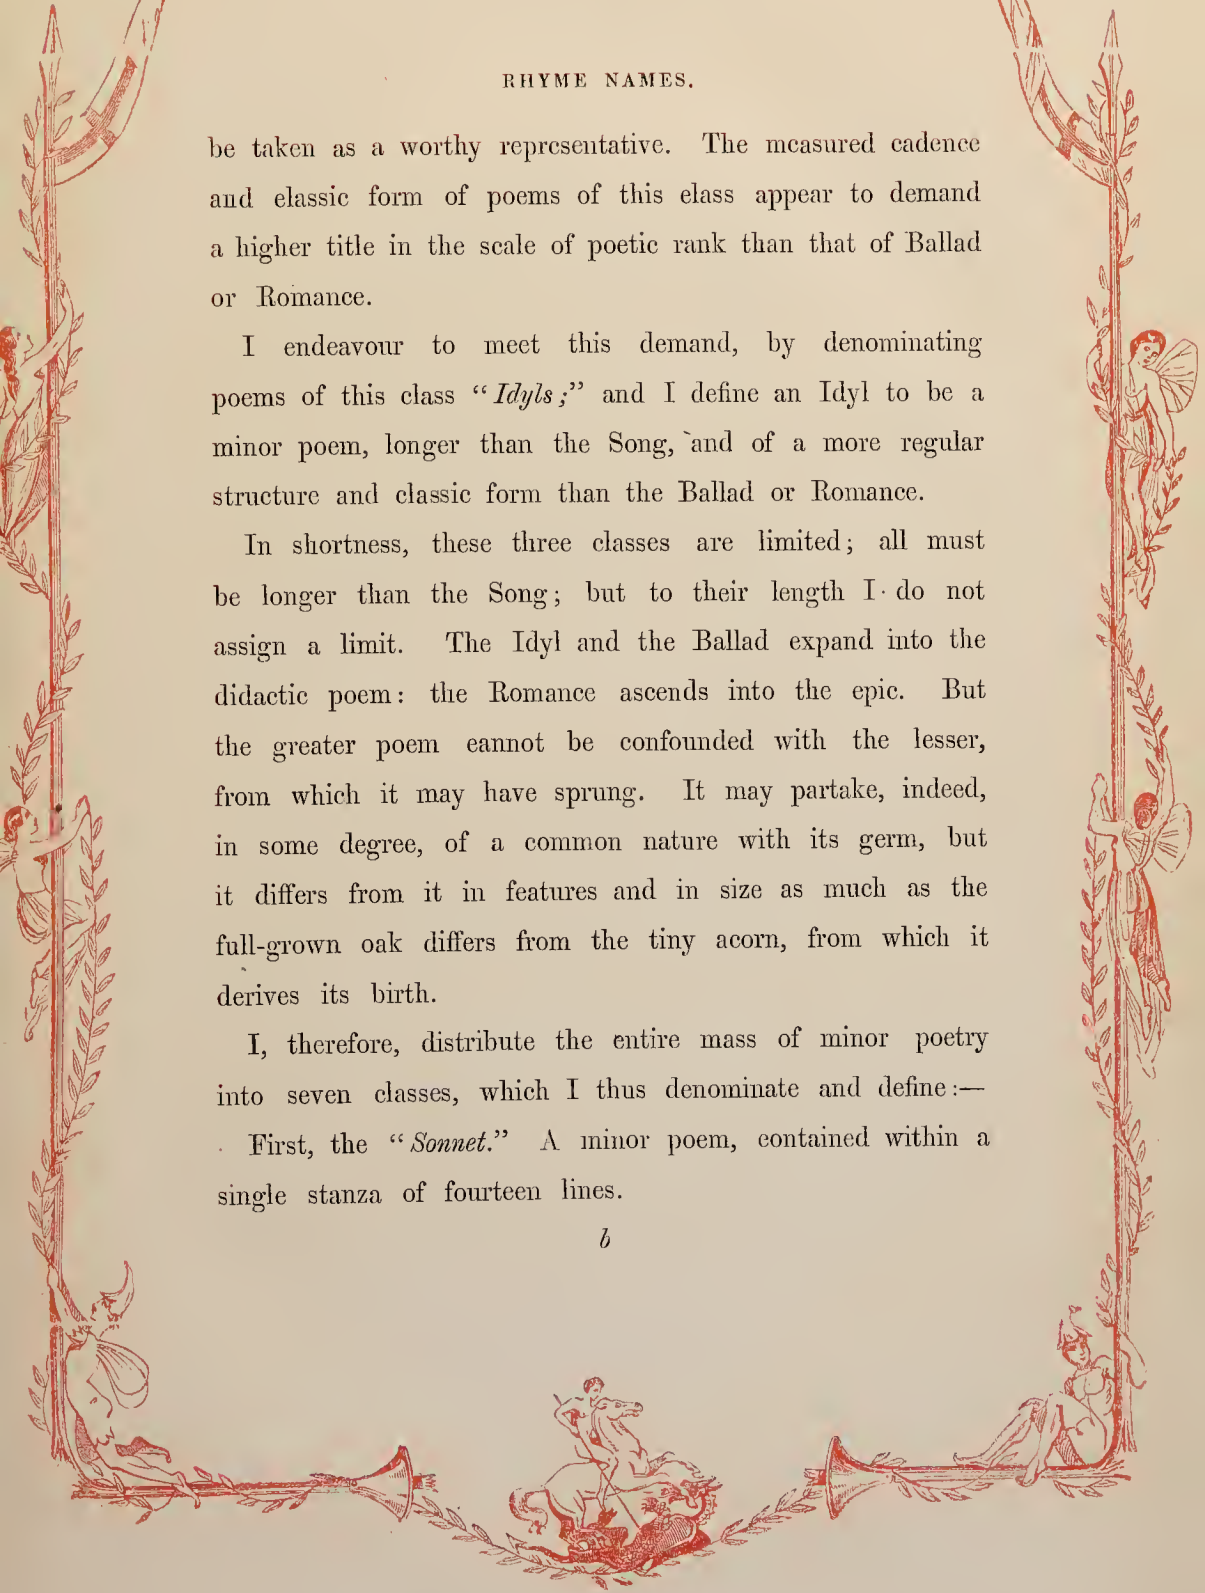 RHYME NAMES.
be taken as a worthy representative. The measured cadence
and classic form of poems of this class appear to demand
a higher title in the scale of poetic rank than that of Ballad
or Romance.
I endeavour to meet this demand, by denominating
poems of this class “Idyls;” and I define an Idyl to be a
minor poem, longer than the Song, and of a more regular
structure and classic form than the Ballad or Romance.
In shortness, these three classes are limited; all must
be longer than the Song; but to their length I do not
assign a limit. The Idyl and the Ballad expand into the
didactic poem: the Romance ascends into the epic. But
the greater poem cannot be confounded with the lesser,
from which it may have sprung. It may partake, indeed,
in some degree, of a common nature with its germ, but
it differs from it in features and in size as much as the
full-grown oak differs from the tiny acorn, from which it
derives its birth.
I, therefore, distribute the entire mass of minor poetry
into seven classes, which I thus denominate and define:—
First, the “Sonnet.” A minor poem, contained within a
single stanza of fourteen lines.
b